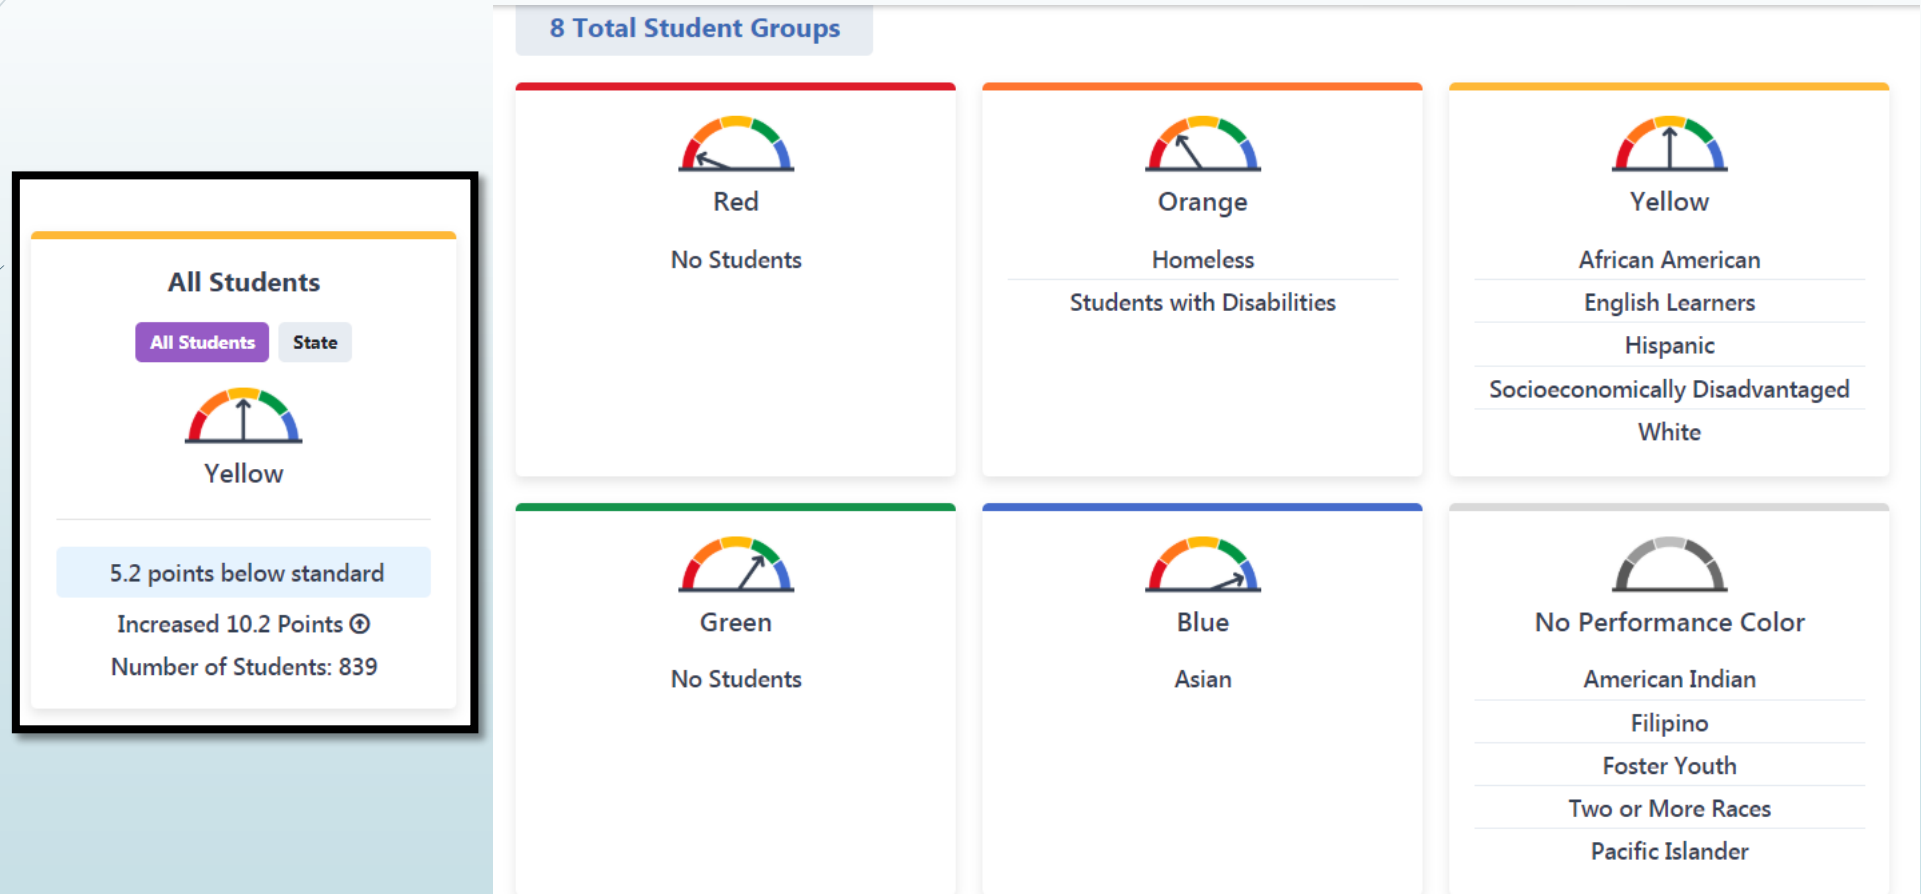 8 Total Student Groups
All Students
All Students
State
Yellow
5.2 points below standard
Increased 10.2 Points
Number of Students: 839
Red
No Students
Orange
Homeless
Students with Disabilities
Yellow
African American
English Learners
Hispanic
Socioeconomically Disadvantaged
White
Green
No Students
Blue
Asian
No Performance Color
American Indian
Filipino
Foster Youth
Two or More Races
Pacific Islander